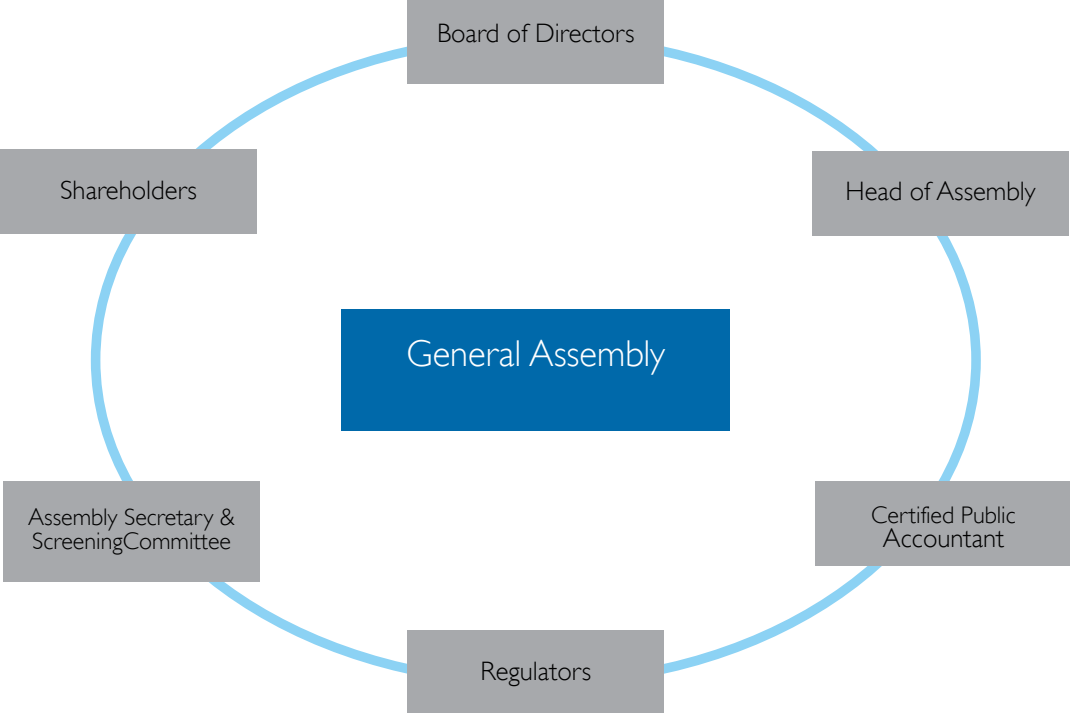 Board of Directors
Shareholders
Head of Assembly
General Assembly
Assembly Secretary &
ScreeningCommittee
Certified Public
Accountant
Regulators